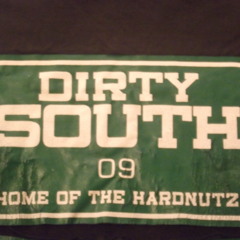 DIRTY
SOUTH
09
HOME OF THE HARDNUTZ